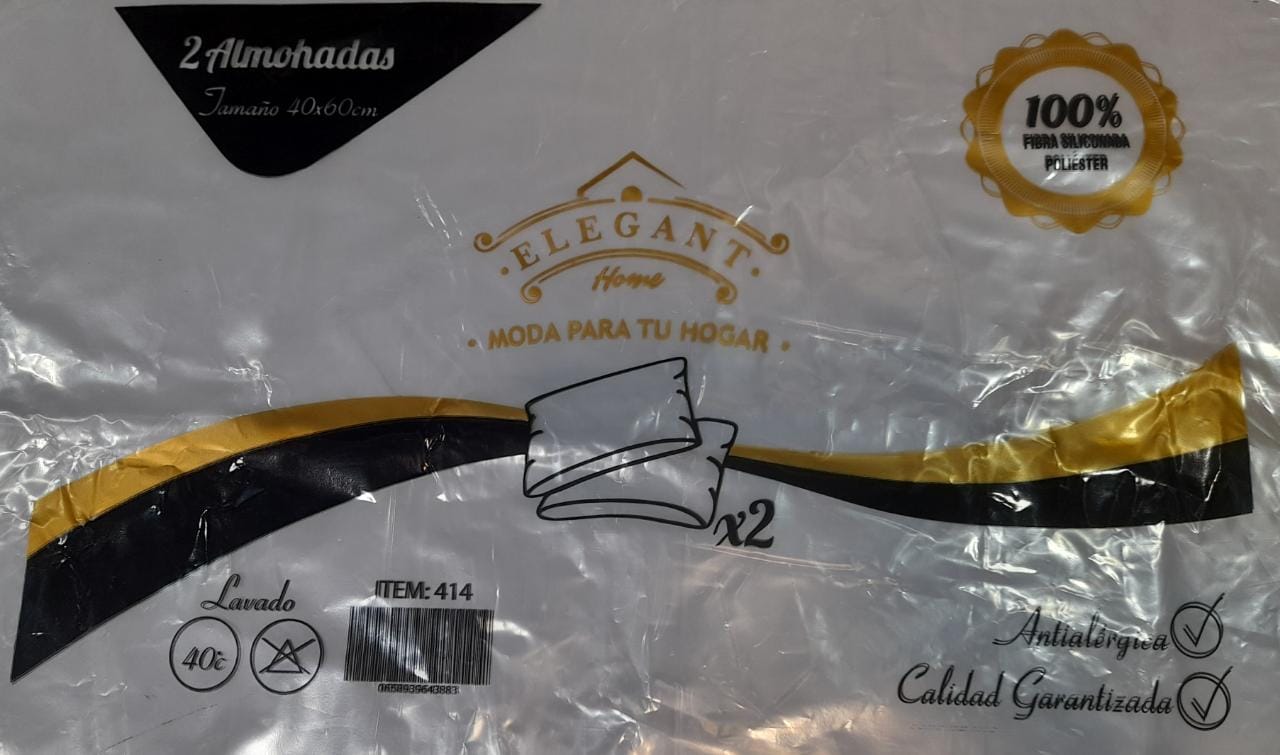 2 Almohadas
Tamaño 40x60cm
100%
FIBRA SILICONADA
POLIÉSTER
• ELEGANT •
Home
• MODA PARA TU HOGAR •
x2
Lavado
40c
ITEM: 414
0658939643883
Antialérgica
Calidad Garantizada